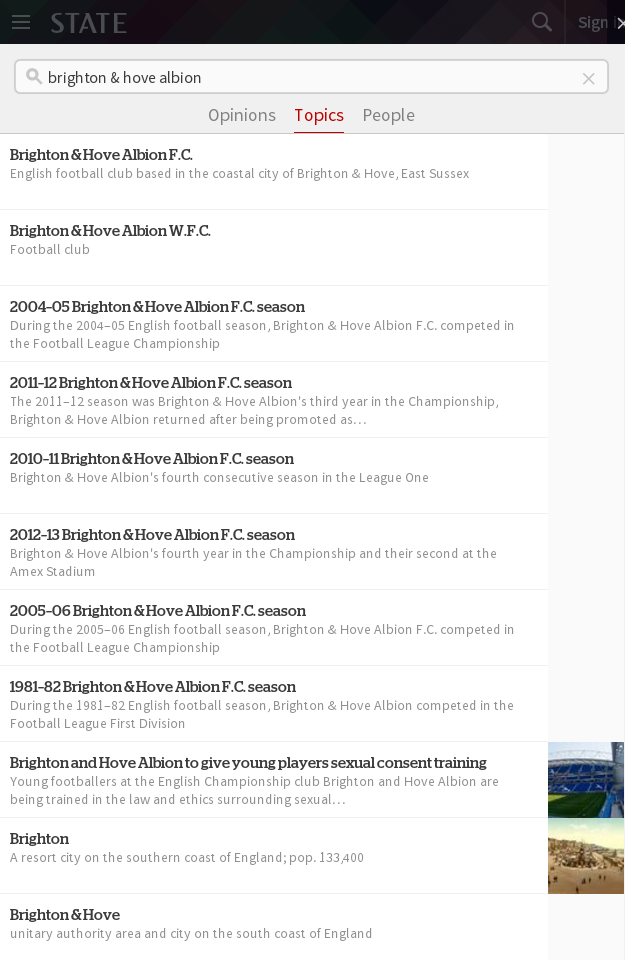 STATE
Sign i
brighton & hove albion
Opinions Topics People
Brighton & Hove Albion F.C.
English football club based in the coastal city of Brighton & Hove, East Sussex
Brighton & Hove Albion W.F.C.
Football club
2004–05 Brighton & Hove Albion F.C. season
During the 2004–05 English football season, Brighton & Hove Albion F.C. competed in
the Football League Championship
2011–12 Brighton & Hove Albion F.C. season
The 2011–12 season was Brighton & Hove Albion's third year in the Championship,
Brighton & Hove Albion returned after being promoted as…
2010–11 Brighton & Hove Albion F.C. season
Brighton & Hove Albion's fourth consecutive season in the League One
2012–13 Brighton & Hove Albion F.C. season
Brighton & Hove Albion's fourth year in the Championship and their second at the
Amex Stadium
2005–06 Brighton & Hove Albion F.C. season
During the 2005–06 English football season, Brighton & Hove Albion F.C. competed in
the Football League Championship
1981–82 Brighton & Hove Albion F.C. season
During the 1981–82 English football season, Brighton & Hove Albion competed in the
Football League First Division
Brighton and Hove Albion to give young players sexual consent training
Young footballers at the English Championship club Brighton and Hove Albion are
being trained in the law and ethics surrounding sexual…
Brighton
A resort city on the southern coast of England; pop. 133,400
Brighton & Hove
unitary authority area and city on the south coast of England